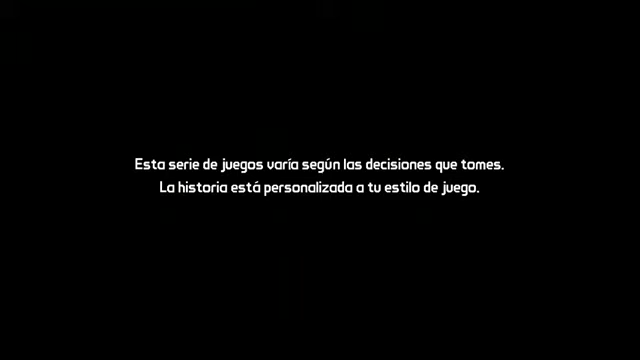 Esta serie de juegos varía según las decisiones que tomes.
La historia está personalizada a tu estilo de juego.